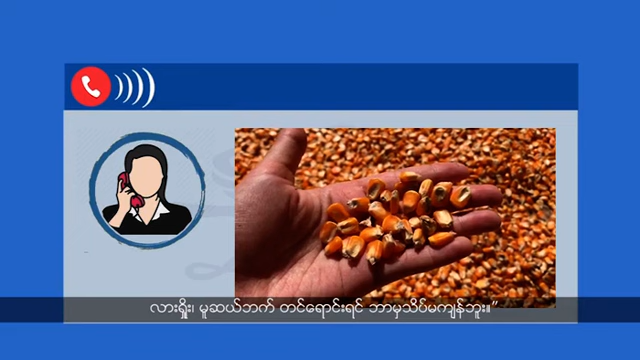 လားရှိုး၊ မူဆယ်ဘက် တင်ရောင်းရင် ဘာမှသိပ်မကျန်ဘူး။”